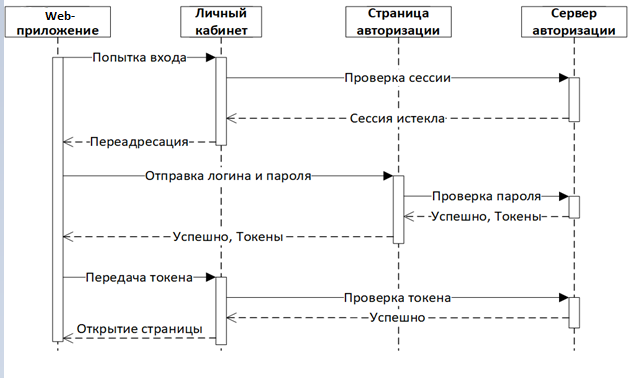 Web-
приложение
Личный
кабинет
Страница
авторизации
Сервер
авторизации
Попытка входа
Проверка сессии
Сессия истекла
Переадресация
Отправка логина и пароля
Проверка пароля
Успешно, Токены
Успешно, Токены
Передача токена
Проверка токена
Успешно
Открытие страницы